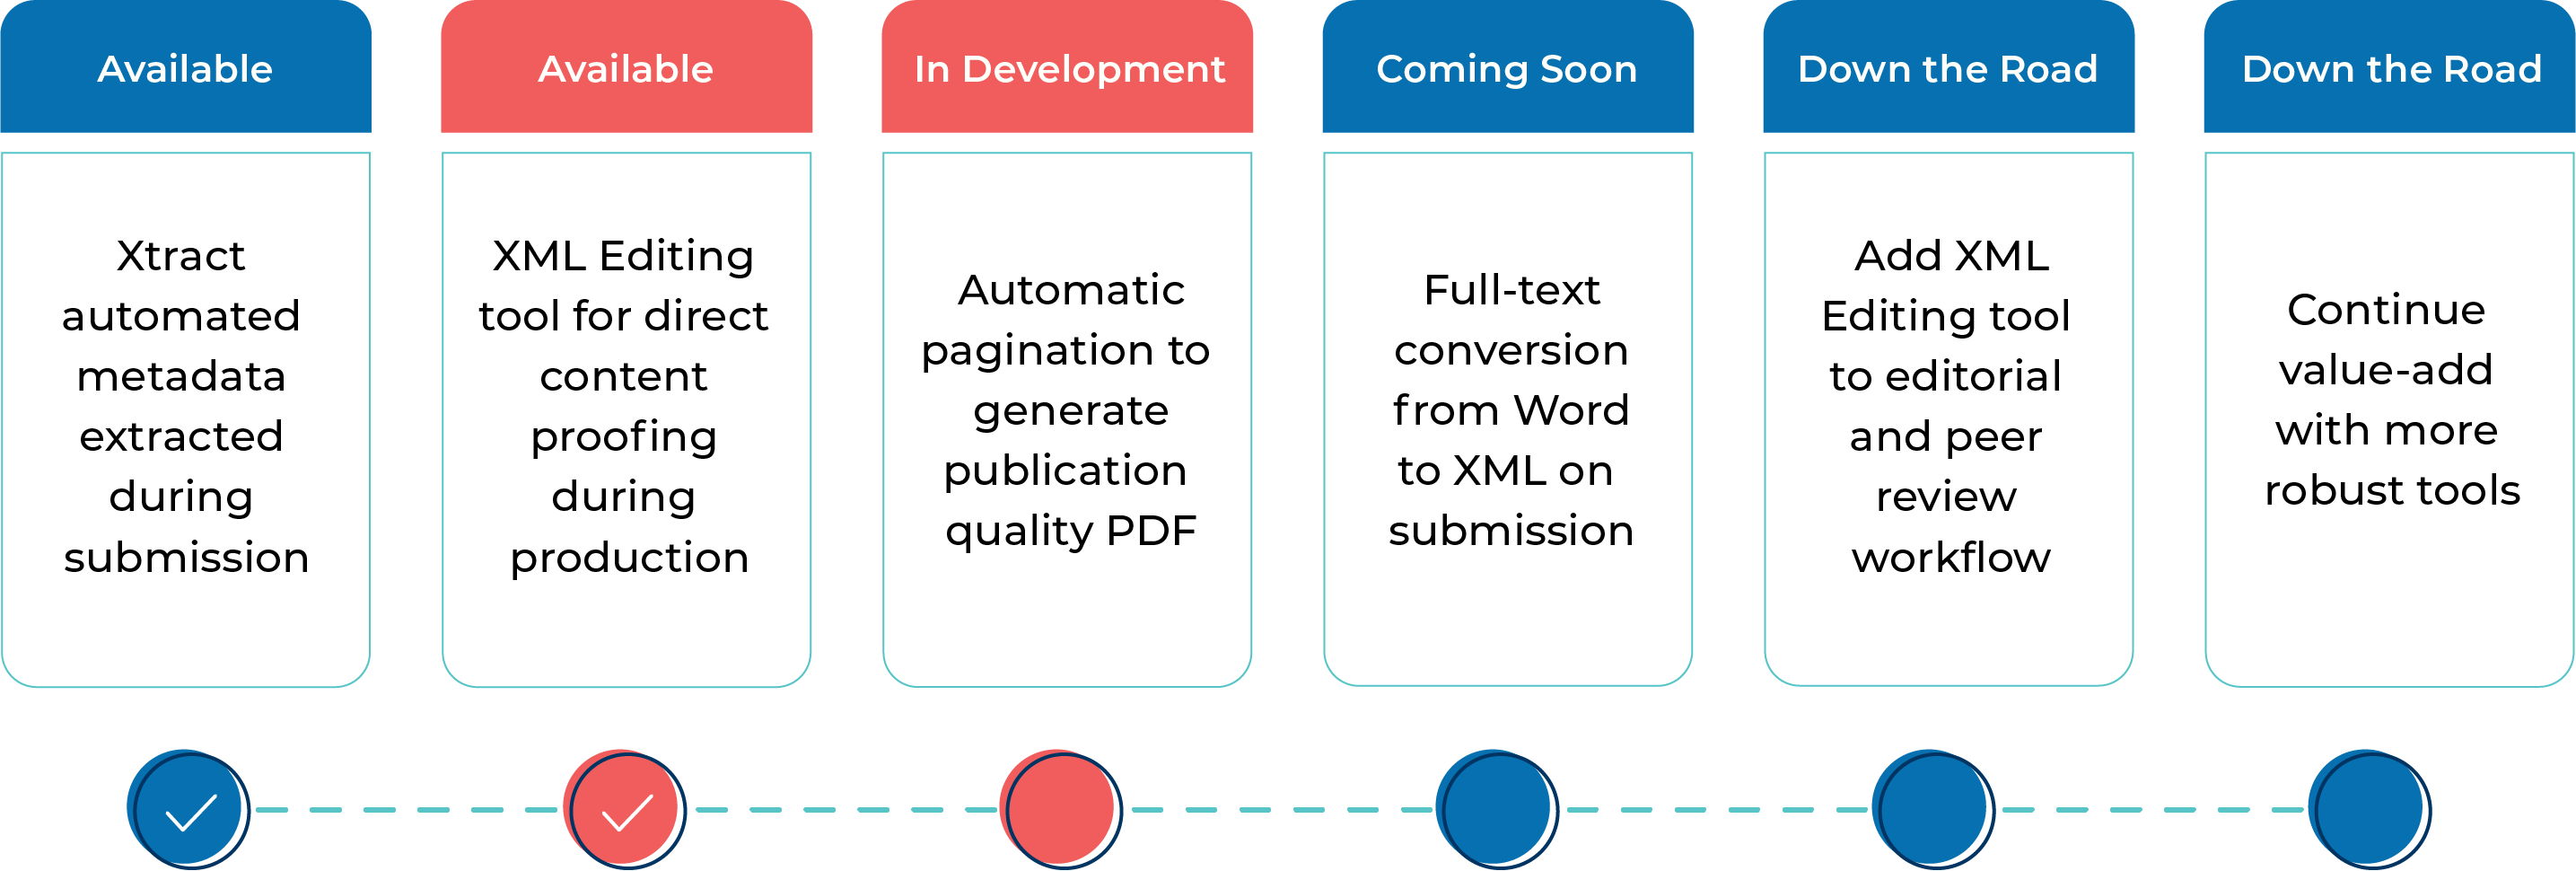 Available
Xtract
automated
metadata
extracted
during
submission
Available
XML Editing
tool for direct
content
proofing
during
production
In Development
Automatic
pagination to
generate
publication
quality PDF
Coming Soon
Full-text
conversion
from Word
to XML on
submission
Down the Road
Add XML
Editing tool
to editorial
and peer
review
workflow
Down the Road
Continue
value-add
with more
robust tools